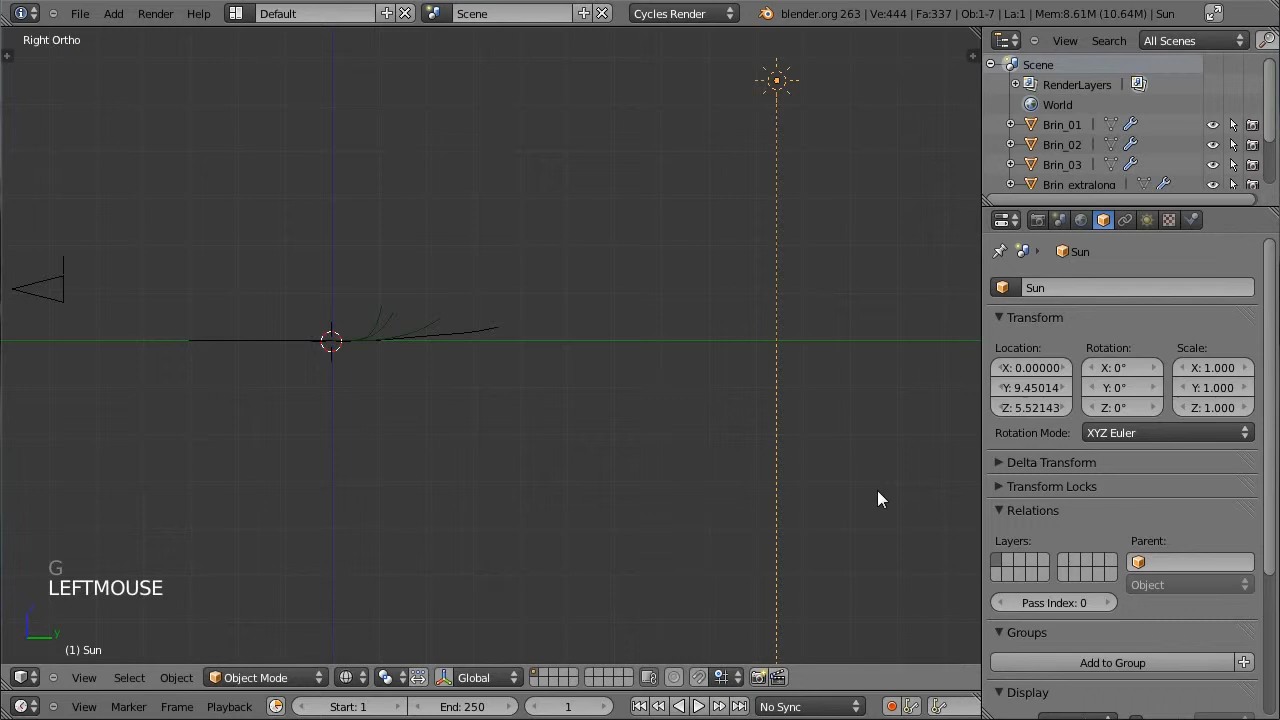 File Add Render Help Default Scene Cycles Render blender.org 263 | Ve:444 | Fa:337 | Ob:1-7 | La:1 | Mem:8.61M (10.64M) | Sun
Right Ortho
View Search All Scenes
Scene
RenderLayers
World
Brin_01
Brin_02
Brin_03
Brin_extralong
Sun
Sun
Transform
Location: Rotation: Scale:
X: 0.00000 X: 0° X: 1.000
Y: 9.45014 Y: 0° Y: 1.000
Z: 5.52143 Z: 0° Z: 1.000
Rotation Mode: XYZ Euler
Delta Transform
Transform Locks
Relations
Layers: Parent:
Object
Pass Index: 0
Groups
Add to Group
Display
G
LEFTMOUSE
y
(1) Sun
View Select Object Object Mode Global
View Marker Frame Playback Start: 1 End: 250 1 No Sync